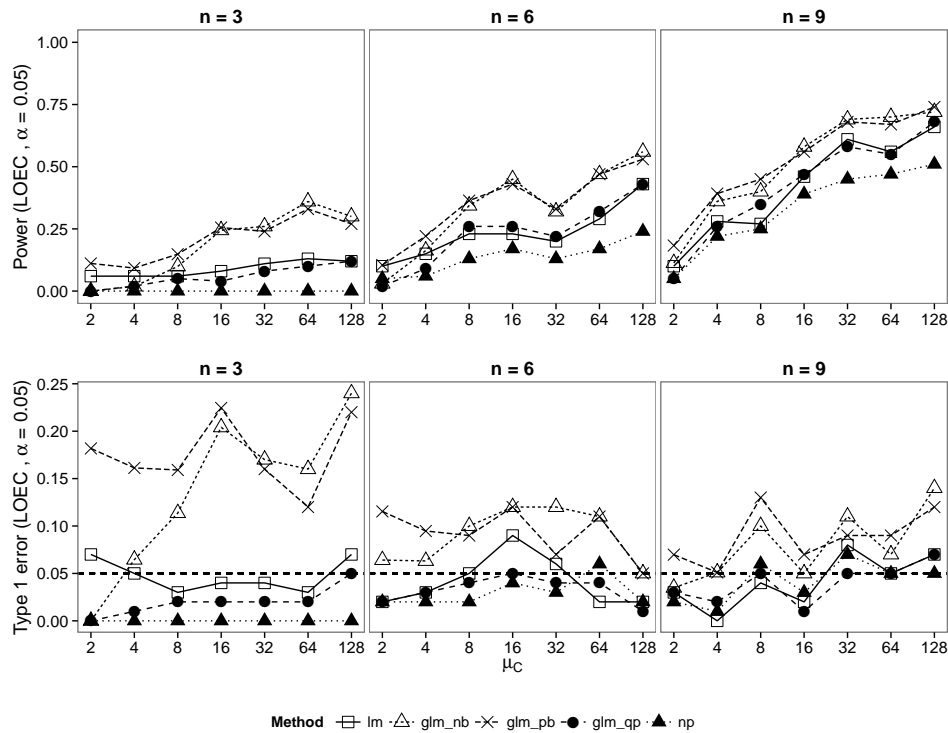 n = 3 n = 6 n = 9
Power (LOEC , α = 0.05)
1.00
0.75
0.50
0.25
0.00
2 4 8 16 32 64 128 2 4 8 16 32 64 128 2 4 8 16 32 64 128
n = 3 n = 6 n = 9
Type 1 error (LOEC , α = 0.05)
0.25
0.20
0.15
0.10
0.05
0.00
2 4 8 16 32 64 128 2 4 8 16 32 64 128 2 4 8 16 32 64 128
μC
Method lm glm_nb glm_pb glm_qp np